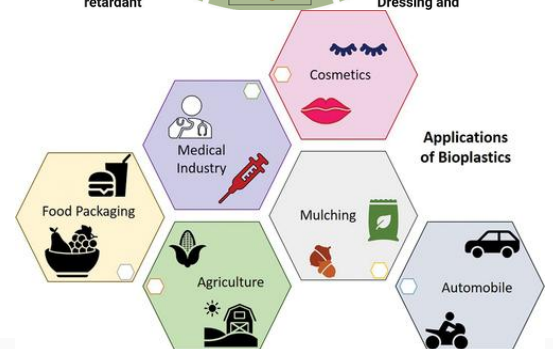 retardant
Dressing and
Cosmetics
Applications
of Bioplastics
Medical
Industry
Food Packaging
Mulching
Agriculture
Automobile